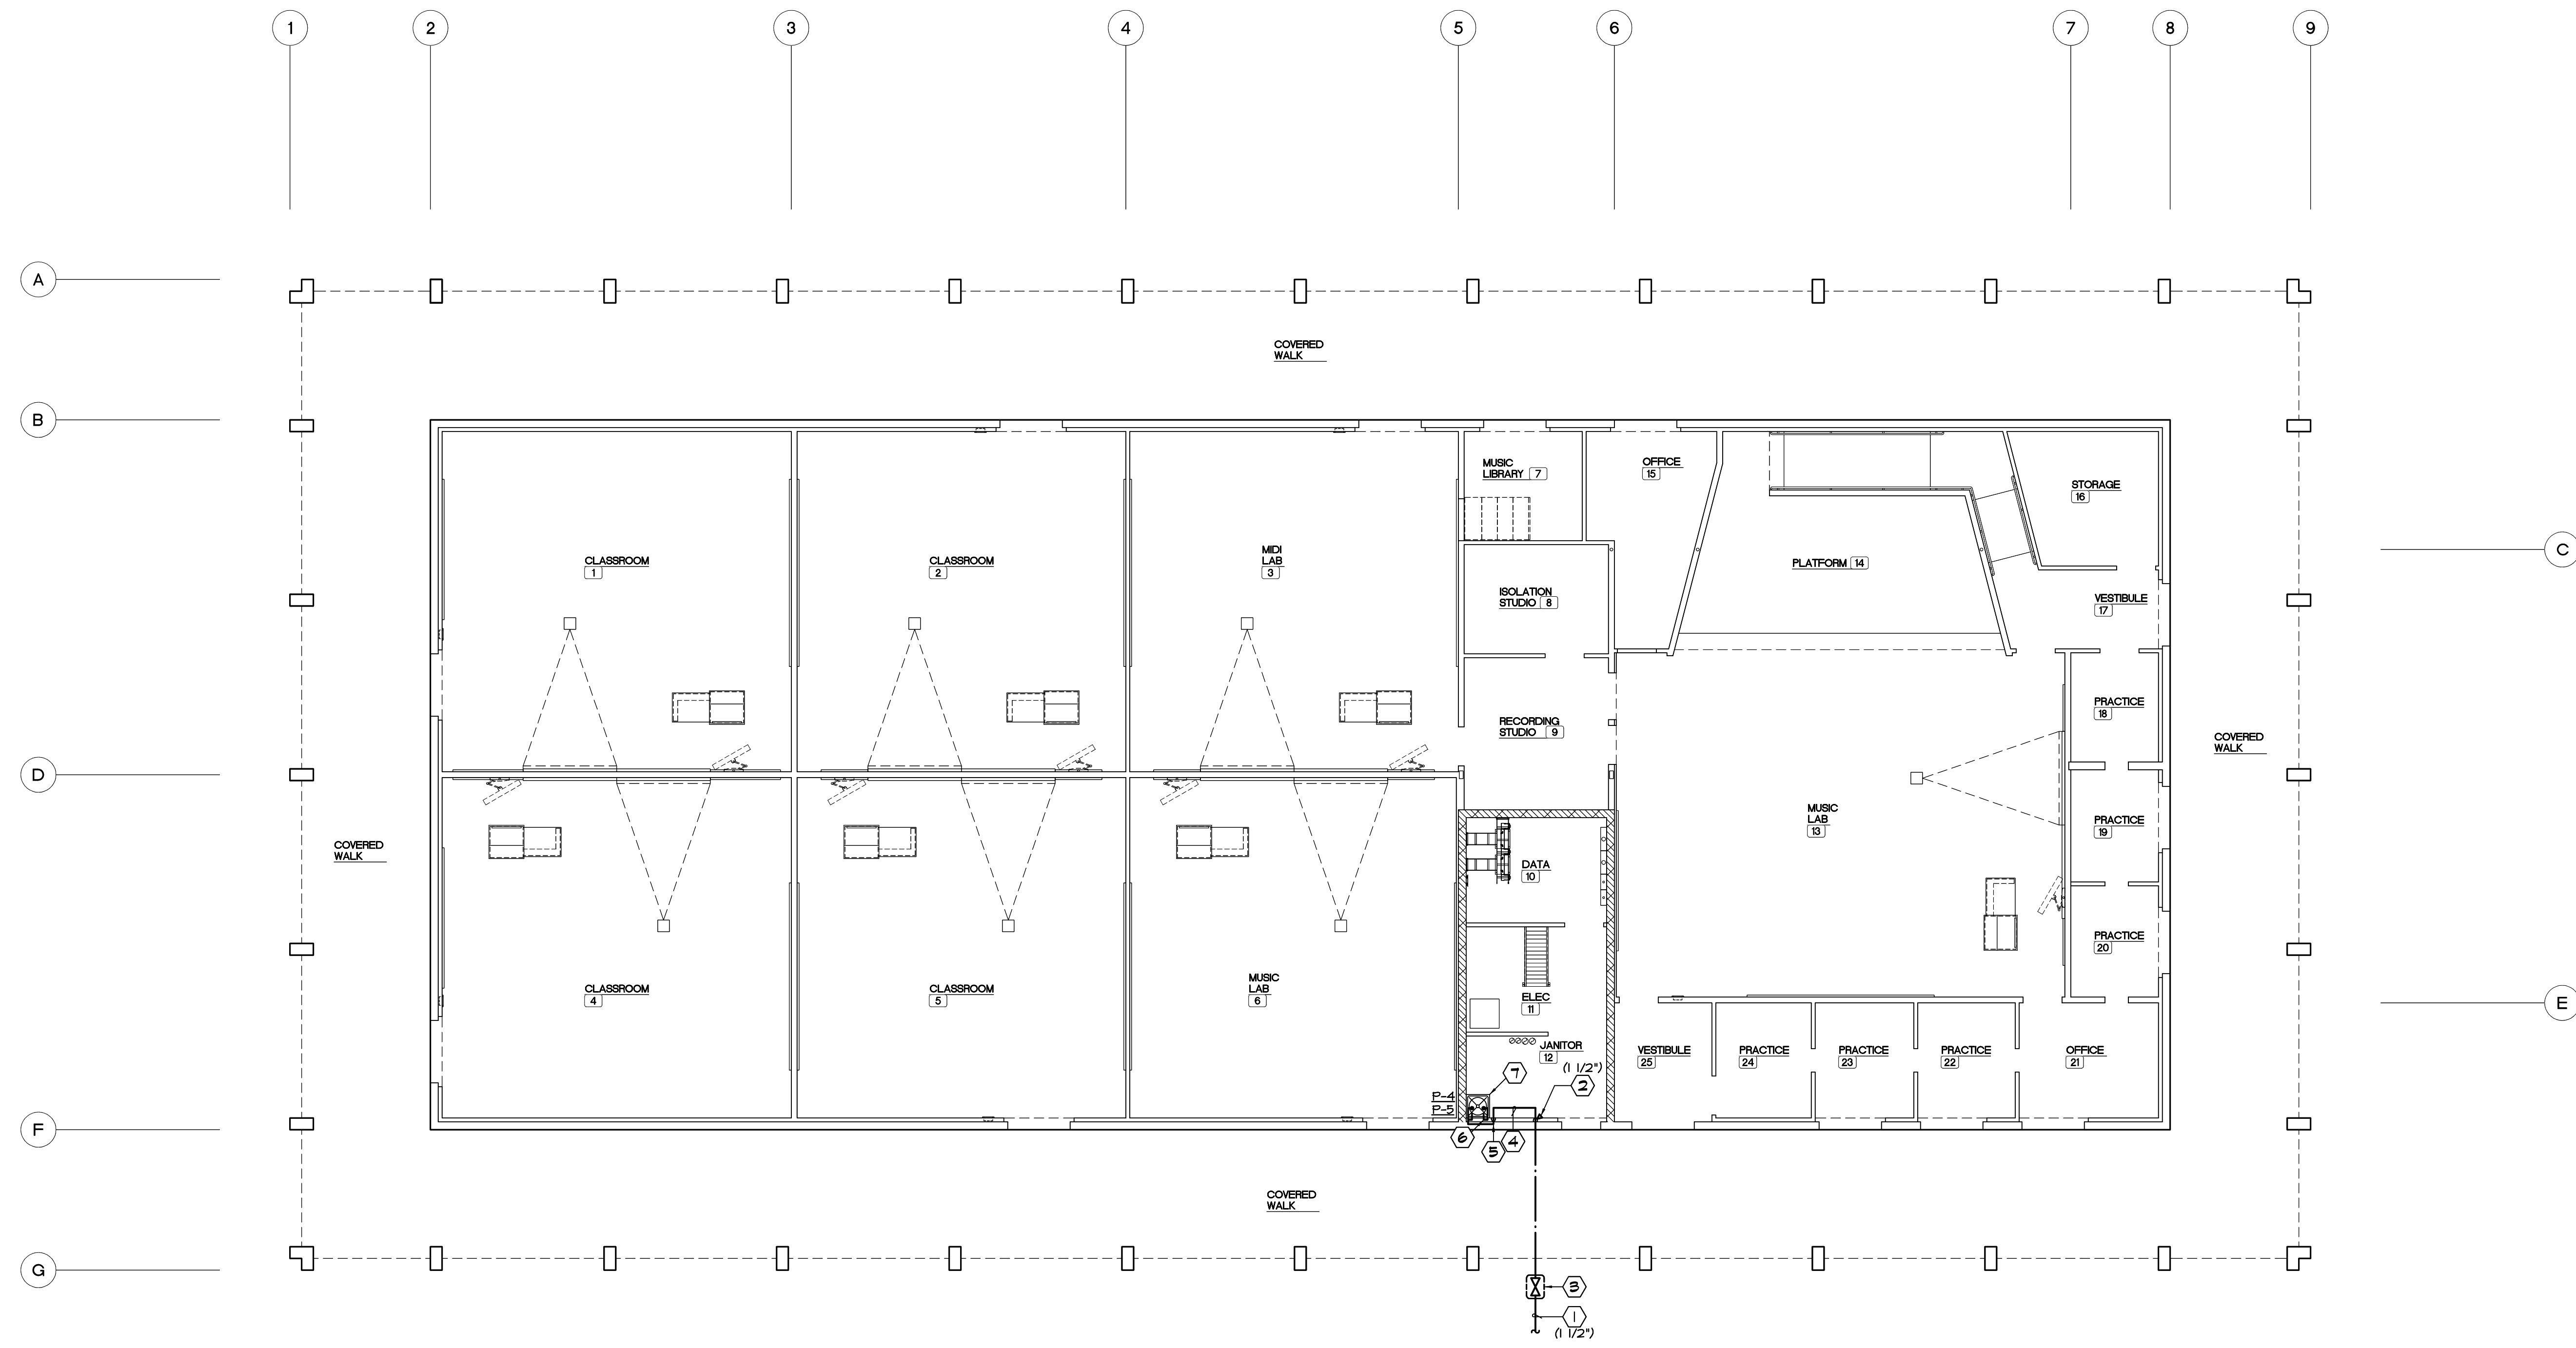 1 2 3 4 5 6 7 8 9
A
COVERED
WALK
B
MUSIC
LIBRARY 7
OFFICE
15
STORAGE
16
C
CLASSROOM
1
CLASSROOM
2
MIDI
LAB
3
PLATFORM 14
ISOLATION
STUDIO 8
VESTIBULE
17
PRACTICE
18
RECORDING
STUDIO 9
COVERED
WALK
D
MUSIC
LAB
13
PRACTICE
19
COVERED
WALK
DATA
10
PRACTICE
20
CLASSROOM
4
CLASSROOM
5
MUSIC
LAB
6
ELEC
11
E
JANITOR
12
VESTIBULE
25
PRACTICE
24
PRACTICE
23
PRACTICE
22
OFFICE
21
(1 1/2")
7
2
P-4
P-5
F
6
5
4
COVERED
WALK
G
3
1
(1 1/2")